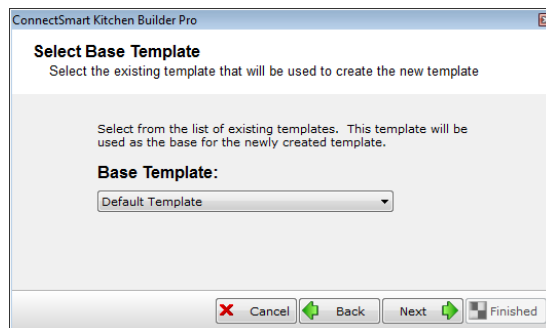 ConnectSmart Kitchen Builder Pro
Select Base Template
Select the existing template that will be used to create the new template
Select from the list of existing templates. This template will be
used as the base for the newly created template.
Base Template:
Default Template
Cancel Back Next Finished